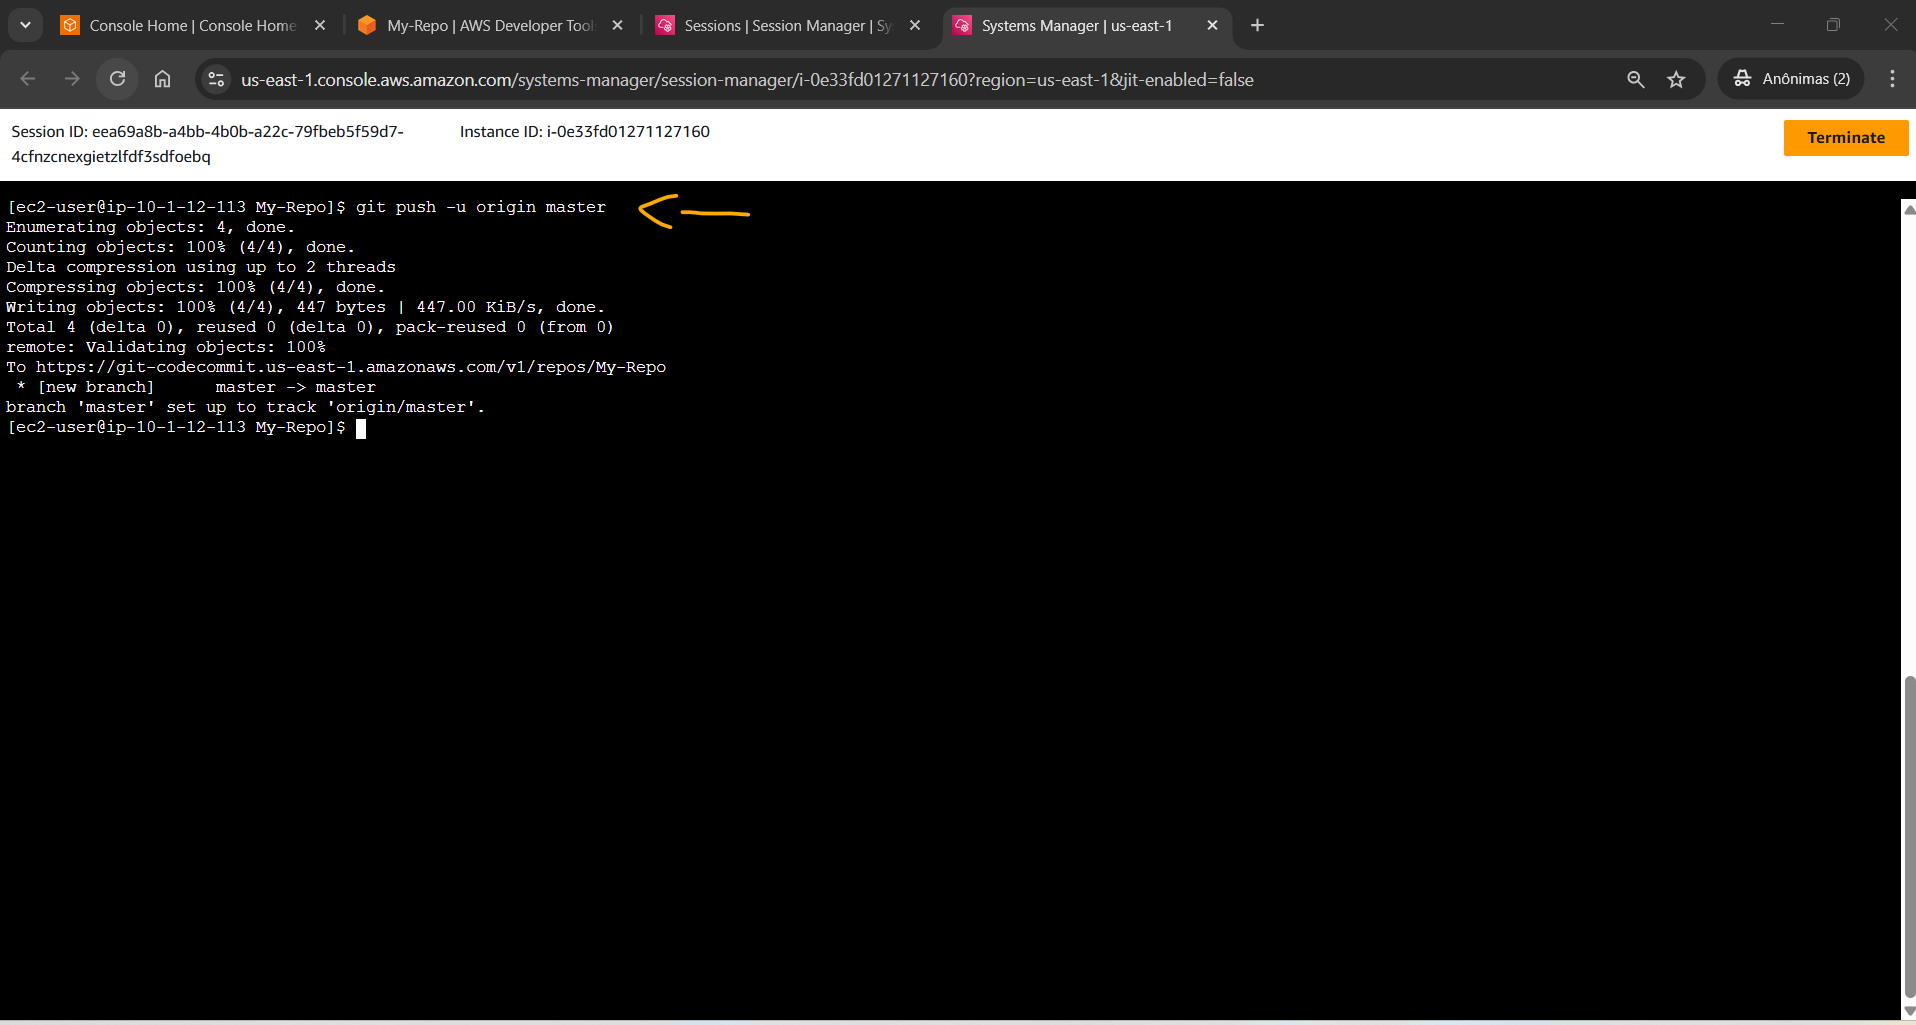 Console Home | Console Home
My-Repo | AWS Developer Tool
Sessions | Session Manager | Sy
Systems Manager | us-east-1
us-east-1.console.aws.amazon.com/systems-manager/session-manager/i-0e33fd01271127160?region=us-east-1&jit-enabled=false
Anônimas (2)
Session ID: eea69a8b-a4bb-4b0b-a22c-79fbeb5f59d7-
4cfnzcnexgietzlfdf3sdfoebq
Instance ID: i-0e33fd01271127160
Terminate
[ec2-user@ip-10-1-12-113 My-Repo]$ git push -u origin master
Enumerating objects: 4, done.
Counting objects: 100% (4/4), done.
Delta compression using up to 2 threads
Compressing objects: 100% (4/4), done.
Writing objects: 100% (4/4), 447 bytes | 447.00 KiB/s, done.
Total 4 (delta 0), reused 0 (delta 0), pack-reused 0 (from 0)
remote: Validating objects: 100%
To https://git-codecommit.us-east-1.amazonaws.com/v1/repos/My-Repo
 * [new branch]      master -> master
branch 'master' set up to track 'origin/master'.
[ec2-user@ip-10-1-12-113 My-Repo]$